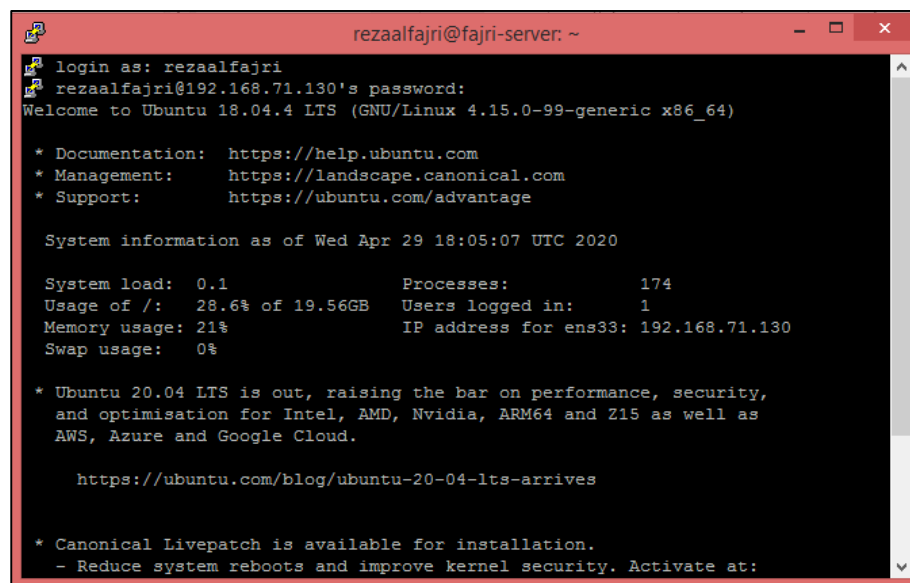 rezaalfajri@fajri-server: ~
login as: rezaalfajri
rezaalfajri@192.168.71.130's password:
Welcome to Ubuntu 18.04.4 LTS (GNU/Linux 4.15.0-99-generic x86_64)
* Documentation:  https://help.ubuntu.com
* Management:     https://landscape.canonical.com
* Support:        https://ubuntu.com/advantage
System information as of Wed Apr 29 18:05:07 UTC 2020
System load:  0.1                Processes:            174
Usage of /:   28.6% of 19.56GB   Users logged in:      1
Memory usage: 21%                IP address for ens33: 192.168.71.130
Swap usage:   0%
* Ubuntu 20.04 LTS is out, raising the bar on performance, security,
and optimisation for Intel, AMD, Nvidia, ARM64 and Z15 as well as
AWS, Azure and Google Cloud.
https://ubuntu.com/blog/ubuntu-20-04-lts-arrives
* Canonical Livepatch is available for installation.
- Reduce system reboots and improve kernel security. Activate at: